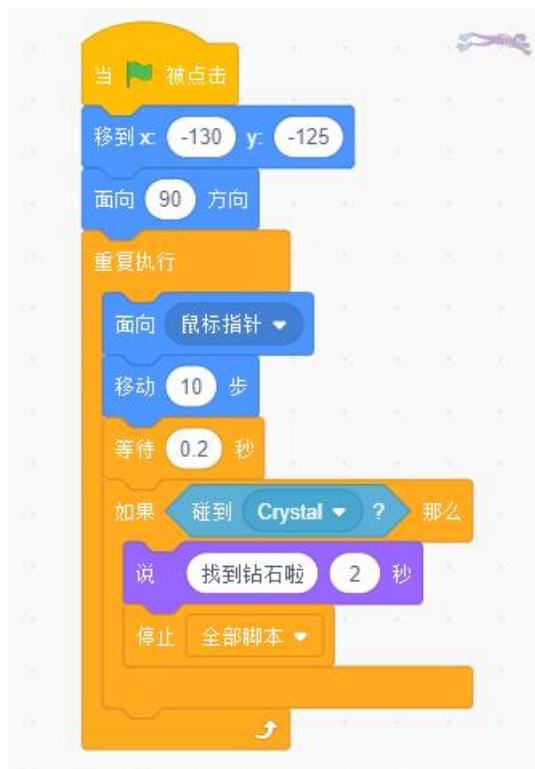 当 被点击
移到 x: -130 y: -125
面向 90 方向
重复执行
面向 鼠标指针
移动 10 步
等待 0.2 秒
如果 碰到 Crystal ? 那么
说 找到钻石啦 2 秒
停止 全部脚本